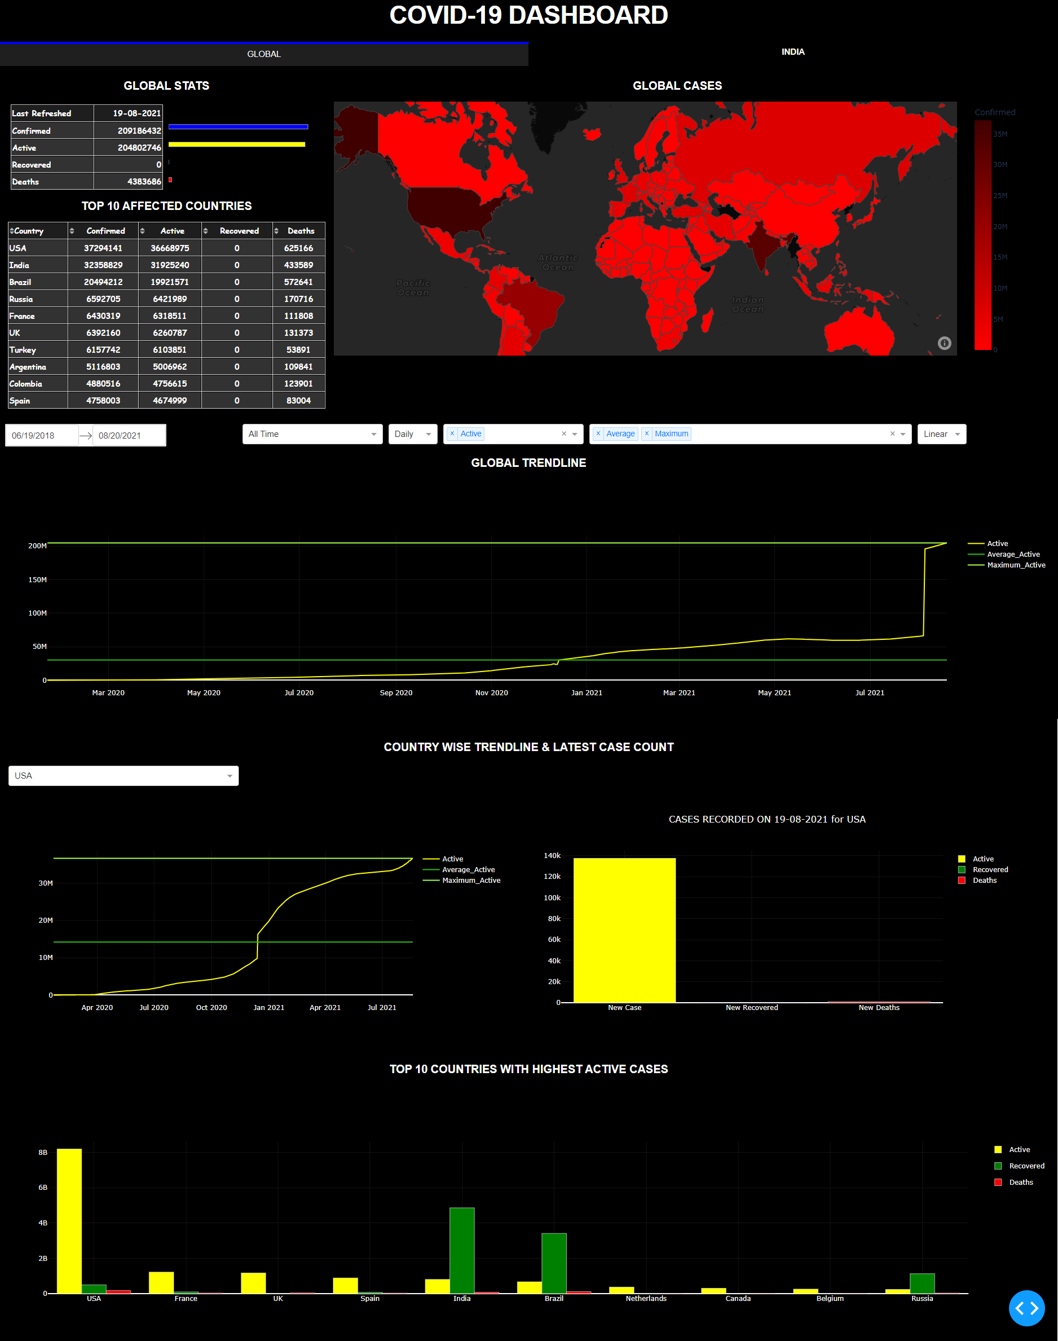 COVID-19 DASHBOARD
GLOBAL
INDIA
GLOBAL STATS
GLOBAL CASES
Last Refreshed 19-08-2021
Confirmed 209186432
Active 204802746
Recovered 0
Deaths 4383686
Atlantic
Ocean
Pacific
Ocean
Indian
Ocean
Confirmed
35M
30M
25M
20M
15M
10M
5M
0
TOP 10 AFFECTED COUNTRIES
Country Confirmed Active Recovered Deaths
USA 37294141 36668975 0 625166
India 32358829 31925240 0 433589
Brazil 20494212 19921571 0 572641
Russia 6592705 6421989 0 170716
France 6430319 6318511 0 111808
UK 6392160 6260787 0 131373
Turkey 6157742 6103851 0 53891
Argentina 5116803 5006962 0 109841
Colombia 4880516 4756615 0 123901
Spain 4758003 4674999 0 83004
06/19/2018 → 08/20/2021 All Time Daily × Active × × Average × Maximum × Linear
GLOBAL TRENDLINE
200M
150M
100M
50M
0
Mar 2020 May 2020 Jul 2020 Sep 2020 Nov 2020 Jan 2021 Mar 2021 May 2021 Jul 2021
Active
Average_Active
Maximum_Active
COUNTRY WISE TRENDLINE & LATEST CASE COUNT
USA
30M
20M
10M
0
Apr 2020 Jul 2020 Oct 2020 Jan 2021 Apr 2021 Jul 2021
Active
Average_Active
Maximum_Active
CASES RECORDED ON 19-08-2021 for USA
140k
120k
100k
80k
60k
40k
20k
0
New Case New Recovered New Deaths
Active
Recovered
Deaths
TOP 10 COUNTRIES WITH HIGHEST ACTIVE CASES
8B
6B
4B
2B
0
USA France UK Spain India Brazil Netherlands Canada Belgium Russia
Active
Recovered
Deaths